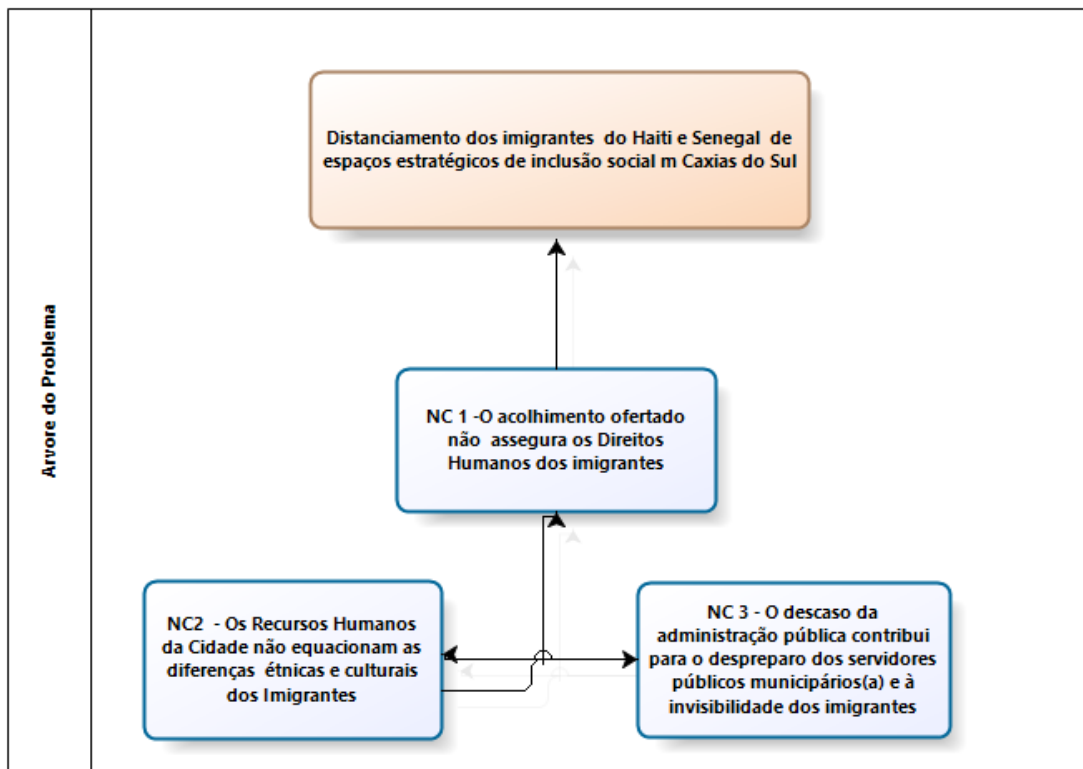 Arvore do Problema
Distanciamento dos imigrantes do Haiti e Senegal de
espaços estratégicos de inclusão social m Caxias do Sul
NC 1 -O acolhimento ofertado
não assegura os Direitos
Humanos dos imigrantes
NC2 - Os Recursos Humanos
da Cidade não equacionam as
diferenças étnicas e culturais
dos Imigrantes
NC 3 - O descaso da
administração pública contribui
para o despreparo dos servidores
públicos municipários(a) e à
invisibilidade dos imigrantes